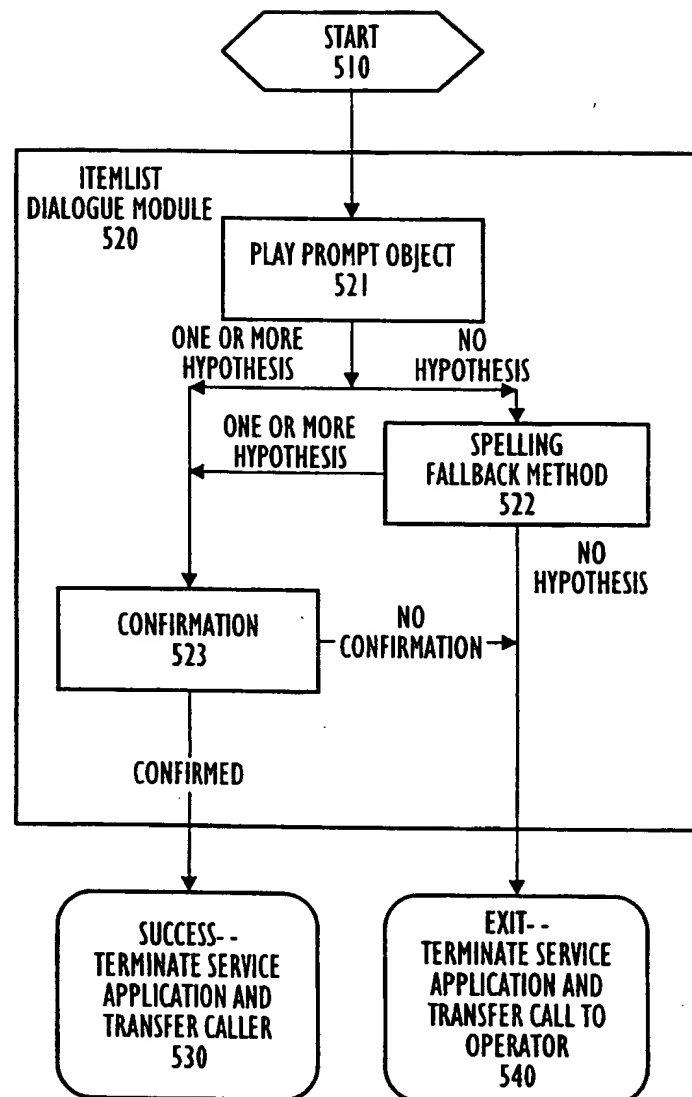 START
510
ITEMLIST
DIALOGUE MODULE
520
PLAY PROMPT OBJECT
521
ONE OR MORE
HYPOTHESIS
NO
HYPOTHESIS
ONE OR MORE
HYPOTHESIS
SPELLING
FALLBACK METHOD
522
NO
HYPOTHESIS
CONFIRMATION
523
NO
CONFIRMATION
CONFIRMED
SUCCESS--
TERMINATE SERVICE
APPLICATION AND
TRANSFER CALLER
530
EXIT--
TERMINATE SERVICE
APPLICATION AND
TRANSFER CALL TO
OPERATOR
540